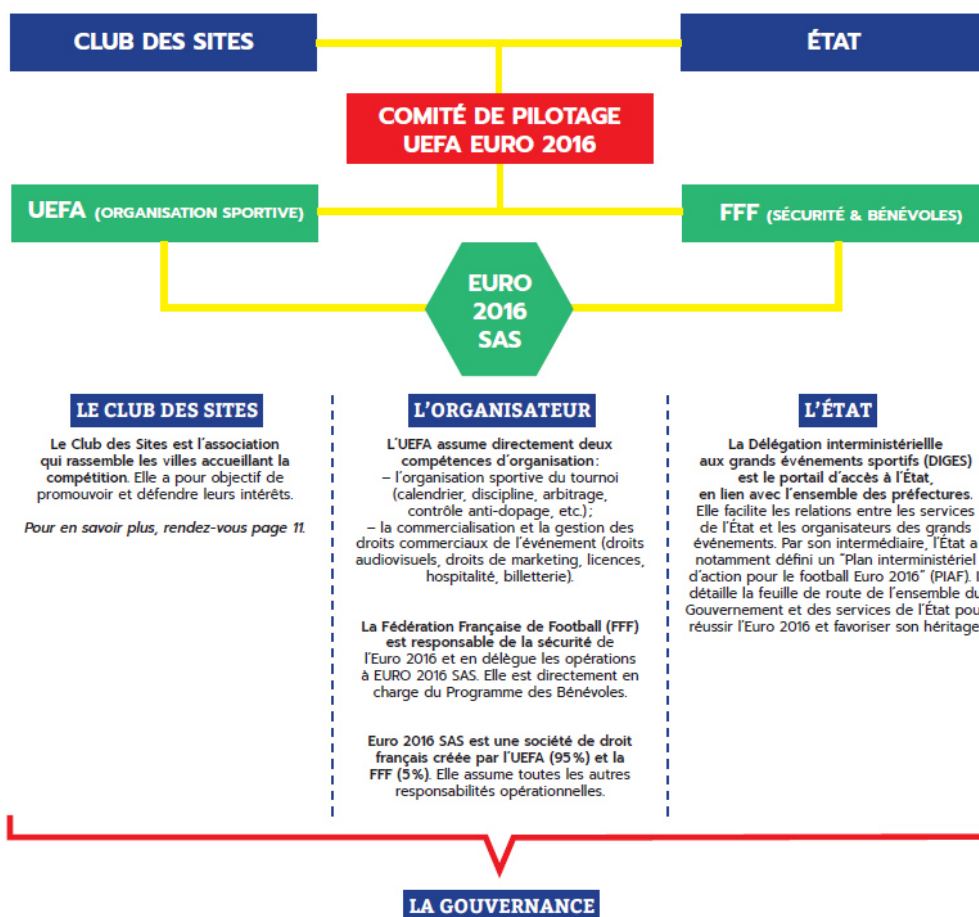 CLUB DES SITES
ÉTAT
COMITÉ DE PILOTAGE
UEFA EURO 2016
UEFA (ORGANISATION SPORTIVE)
FFF (SÉCURITÉ & BÉNÉVOLES)
EURO
2016
SAS
LE CLUB DES SITES
Le Club des Sites est l'association
qui rassemble les villes accueillant la
compétition. Elle a pour objectif de
promouvoir et défendre leurs intérêts.
Pour en savoir plus, rendez-vous page 11.
L'ORGANISATEUR
L'UEFA assume directement deux
compétences d'organisation :
– l'organisation sportive du tournoi
(calendrier, discipline, arbitrage,
contrôle anti-dopage, etc.) ;
– la commercialisation et la gestion des
droits commerciaux de l'événement (droits
audiovisuels, droits de marketing, licences,
hospitalité, billetterie).
La Fédération Française de Football (FFF)
est responsable de la sécurité de
l'Euro 2016 et en délègue les opérations
à EURO 2016 SAS. Elle est directement en
charge du Programme des Bénévoles.
Euro 2016 SAS est une société de droit
français créée par l'UEFA (95 %) et la
FFF (5 %). Elle assume toutes les autres
responsabilités opérationnelles.
L'ÉTAT
La Délégation interministériellle
aux grands événements sportifs (DIGES)
est le portail d'accès à l'État,
en lien avec l'ensemble des préfectures.
Elle facilite les relations entre les services
de l'État et les organisateurs des grands
événements. Par son intermédiaire, l'État a
notamment défini un "Plan interministériel
d'action pour le football Euro 2016" (PIAF). I
détaille la feuille de route de l'ensemble du
Gouvernement et des services de l'État pou
réussir l'Euro 2016 et favoriser son héritage
LA GOUVERNANCE